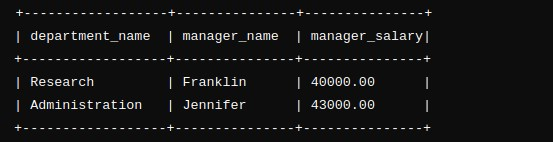 +------------------+---------------+---------------+
| department_name  | manager_name  | manager_salary|
+------------------+---------------+---------------+
| Research         | Franklin      | 40000.00      |
| Administration   | Jennifer      | 43000.00      |
+------------------+---------------+---------------+